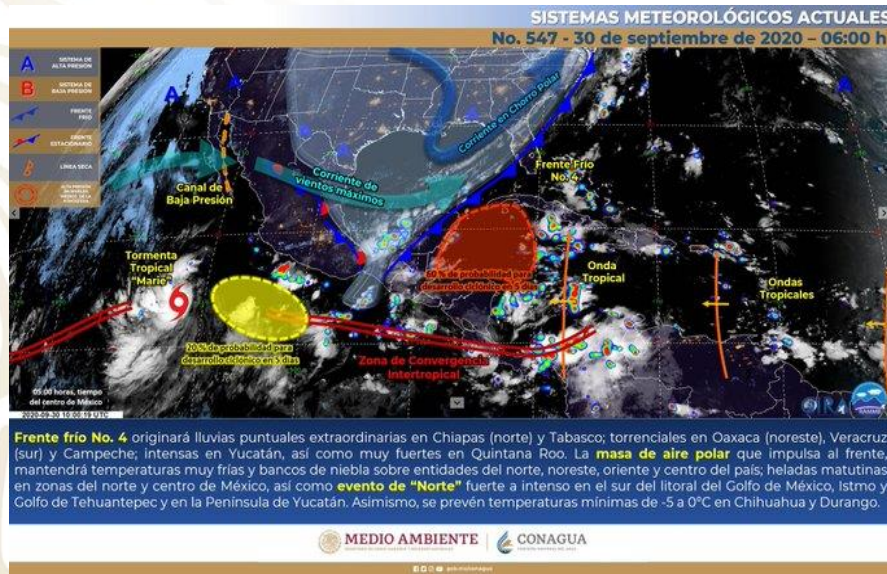 SISTEMAS METEOROLÓGICOS ACTUALES
No. 547 - 30 de septiembre de 2020 – 06:00 h
A
SISTEMA DE
ALTA PRESIÓN
B
SISTEMA DE
BAJA PRESIÓN
FRENTE
FRÍO
FRENTE
ESTACIONARIO
LÍNEA SECA
A
A
A
Corriente en Chorro Polar
Corriente de
vientos máximos
Canal de
Baja Presión
Frente Frío
No. 4
Tormenta
Tropical
"Marie"
60 % de probabilidad para
desarrollo ciclónico en 5 días
Onda
Tropical
Ondas
Tropicales
20 % de probabilidad para
desarrollo ciclónico en 5 días
Zona de Convergencia
Intertropical
05:00 horas, tiempo
del centro de México
2020-09-30 10:00:19 UTC
CIRA
RAMMB
Frente frío No. 4 originará lluvias puntuales extraordinarias en Chiapas (norte) y Tabasco; torrenciales en Oaxaca (noreste), Veracruz
(sur) y Campeche; intensas en Yucatán, así como muy fuertes en Quintana Roo. La masa de aire polar que impulsa al frente,
mantendrá temperaturas muy frías y bancos de niebla sobre entidades del norte, noreste, oriente y centro del país; heladas matutinas
en zonas del norte y centro de México, así como evento de "Norte" fuerte a intenso en el sur del litoral del Golfo de México, Istmo y
Golfo de Tehuantepec y en la Península de Yucatán. Asimismo, se prevén temperaturas mínimas de -5 a 0°C en Chihuahua y Durango.
MEDIO AMBIENTE
CONAGUA
gob.mx/conagua